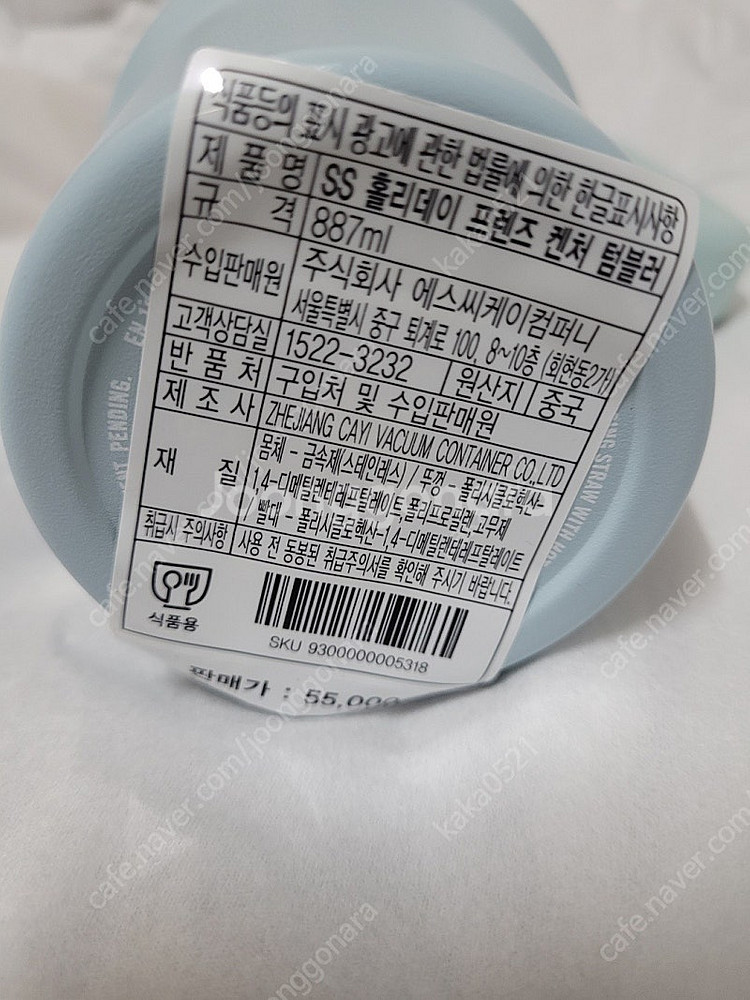 식품등의 표시 광고에 관한 법률에 의한 한글표시사항
제품명 SS 홀리데이 프렌즈 켄처 텀블러
규격 887ml
수입판매원 주식회사 에스씨케이컴퍼니
서울특별시 중구 퇴계로 100, 8~10층 (회현동2가)
고객상담실 1522-3232 원산지 중국
반품처 구입처 및 수입판매원
제조사 ZHEJIANG CAYI VACUUM CONTAINER CO.,LTD
재질 몸체 - 금속제(스테인레스) / 뚜껑 - 폴리시클로헥산-
1,4-디메틸렌테레프탈레이트,폴리프로필렌,고무제
/ 빨대 - 폴리시클로헥산-1,4-디메틸렌테레프탈레이트
취급시 주의사항 사용 전 동봉된 취급주의서를 확인해 주시기 바랍니다.
식품용
SKU 9300000005318
판매가 : 55,000
PENDING.
STRAW WITH
Joonggonara
cafe.naver.com/joonggonara
kaka0521